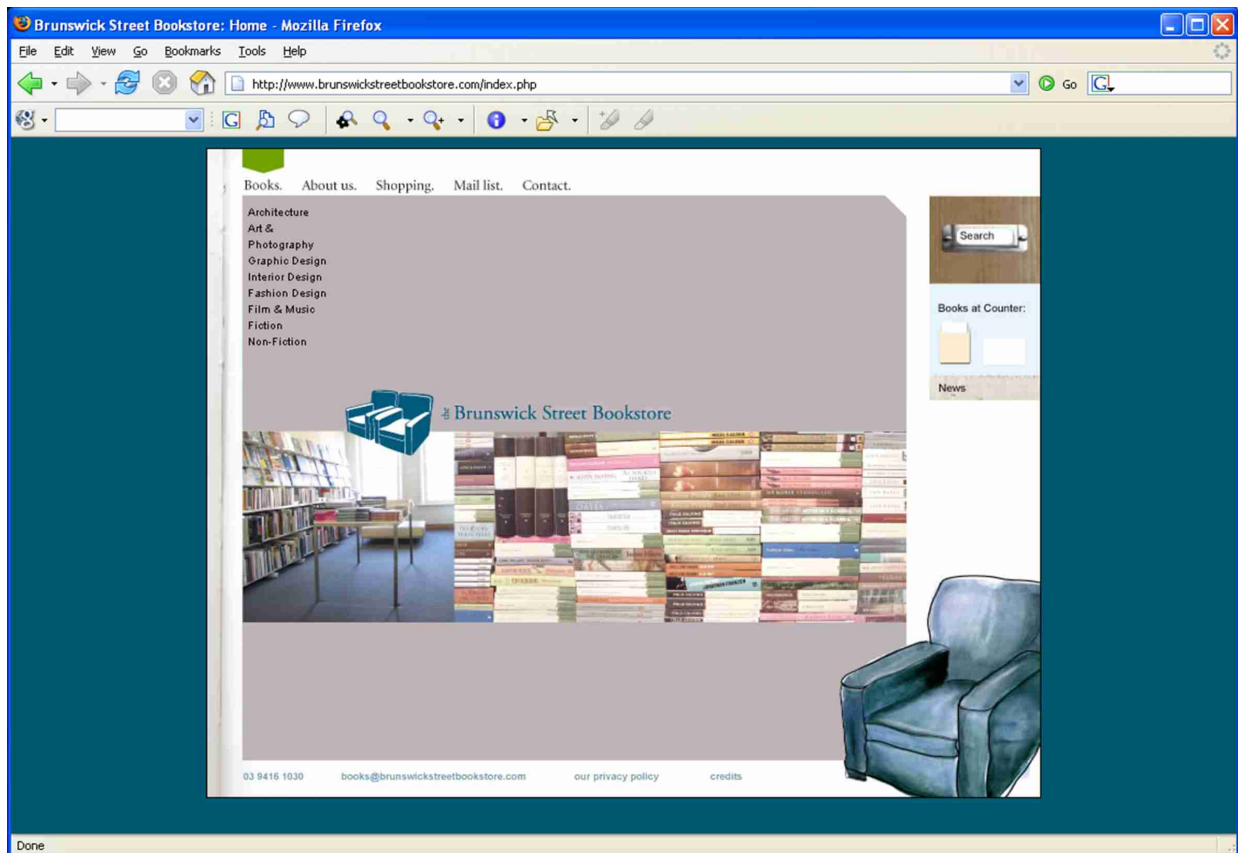 Brunswick Street Bookstore: Home - Mozilla Firefox
File Edit View Go Bookmarks Tools Help
http://www.brunswickstreetbookstore.com/index.php
Go
G
G
Books. About us. Shopping. Mail list. Contact.
Architecture
Art &
Photography
Graphic Design
Interior Design
Fashion Design
Film & Music
Fiction
Non-Fiction
Search
Books at Counter:
News
the Brunswick Street Bookstore
03 9416 1030 books@brunswickstreetbookstore.com our privacy policy credits
Done